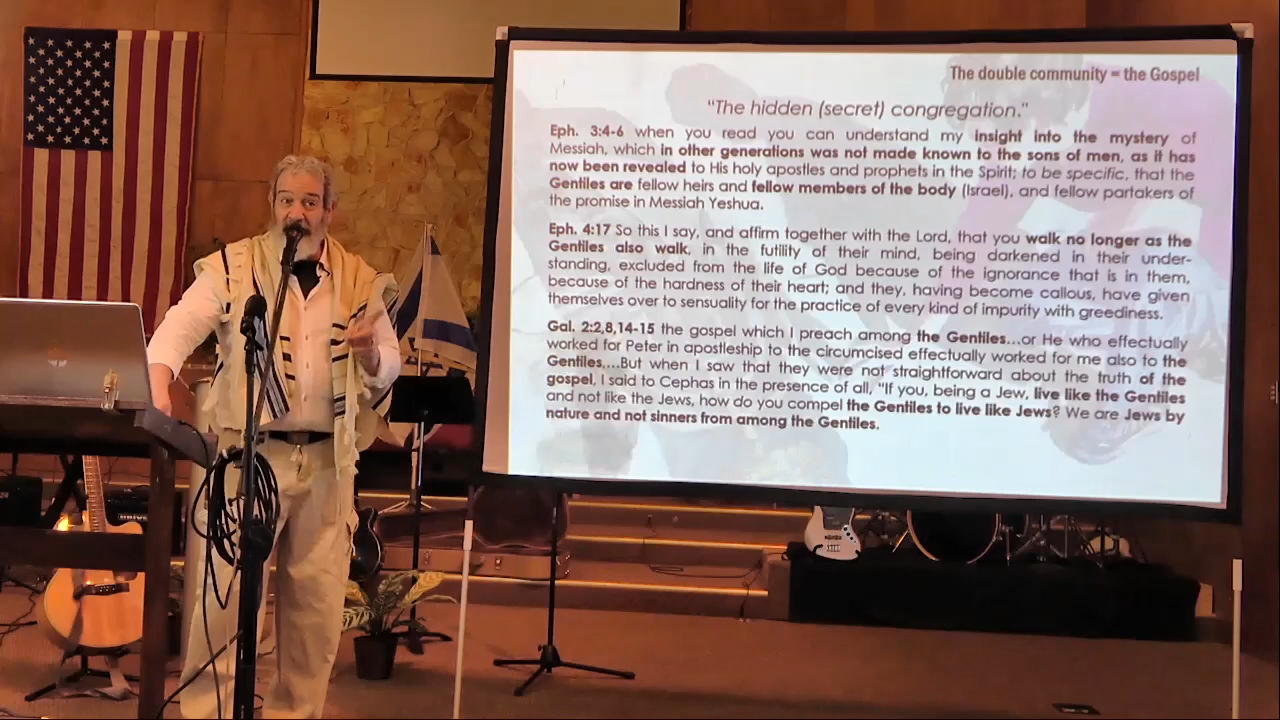 The double community = the Gospel
"The hidden (secret) congregation."
Eph. 3:4-6 when you read you can understand my insight into the mystery of
Messiah, which in other generations was not made known to the sons of men, as it has
now been revealed to His holy apostles and prophets in the Spirit; to be specific, that the
Gentiles are fellow heirs and fellow members of the body (Israel), and fellow partakers of
the promise in Messiah Yeshua.
Eph. 4:17 So this I say, and affirm together with the Lord, that you walk no longer as the
Gentiles also walk, in the futility of their mind, being darkened in their under-
standing, excluded from the life of God because of the ignorance that is in them,
because of the hardness of their heart; and they, having become callous, have given
themselves over to sensuality for the practice of every kind of impurity with greediness.
Gal. 2:2,8,14-15 the gospel which I preach among the Gentiles...or He who effectually
worked for Peter in apostleship to the circumcised effectually worked for me also to the
Gentiles....But when I saw that they were not straightforward about the truth of the
gospel, I said to Cephas in the presence of all, "If you, being a Jew, live like the Gentiles
and not like the Jews, how do you compel the Gentiles to live like Jews? We are Jews by
nature and not sinners from among the Gentiles.